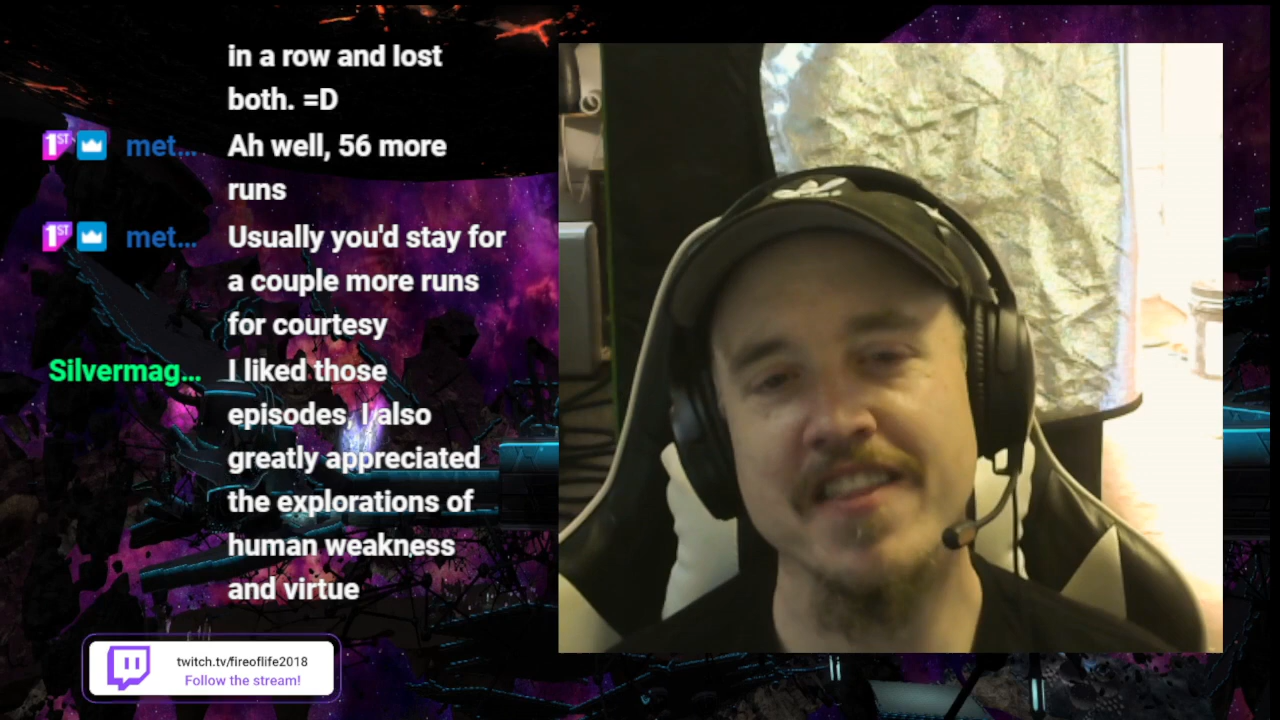 in a row and lost
both. =D
1ST met... Ah well, 56 more
runs
1ST met... Usually you'd stay for
a couple more runs
for courtesy
Silvermag... I liked those
episodes, I also
greatly appreciated
the explorations of
human weakness
and virtue
twitch.tv/fireoflife2018
Follow the stream!